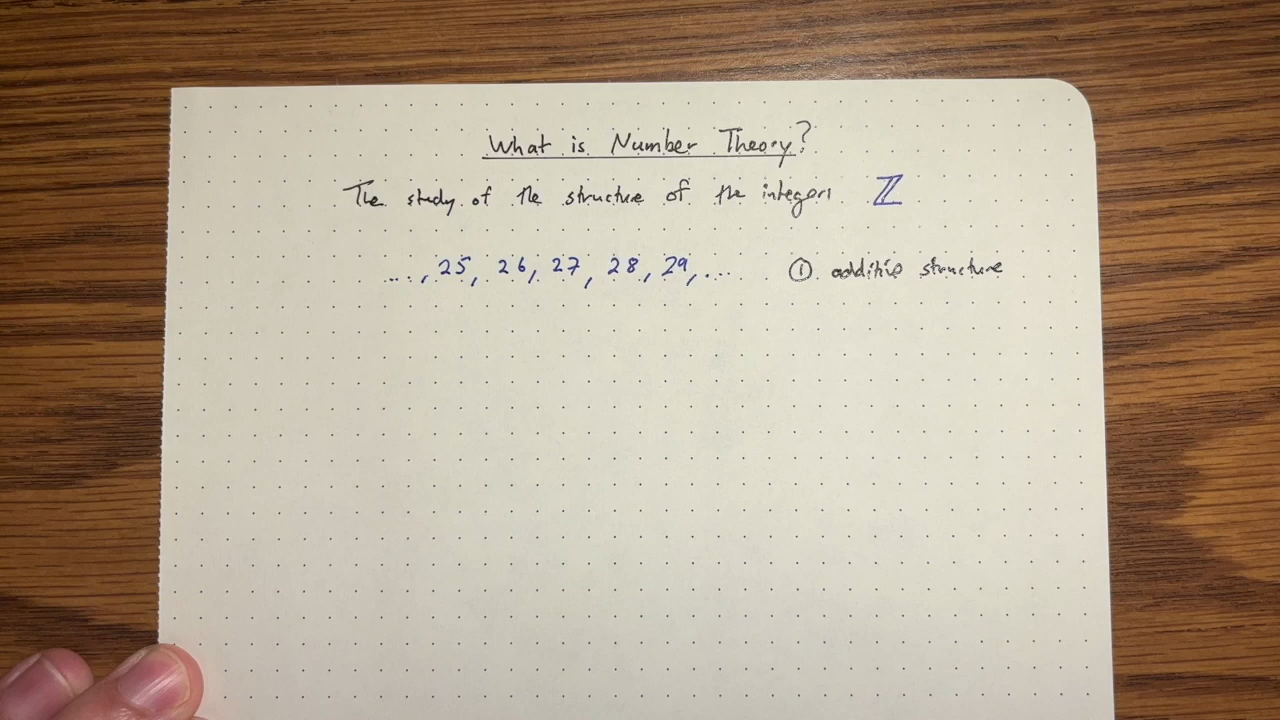 What is Number Theory?
The study of the structure of the integers ℤ
..., 25, 26, 27, 28, 29, ... ① additive structure